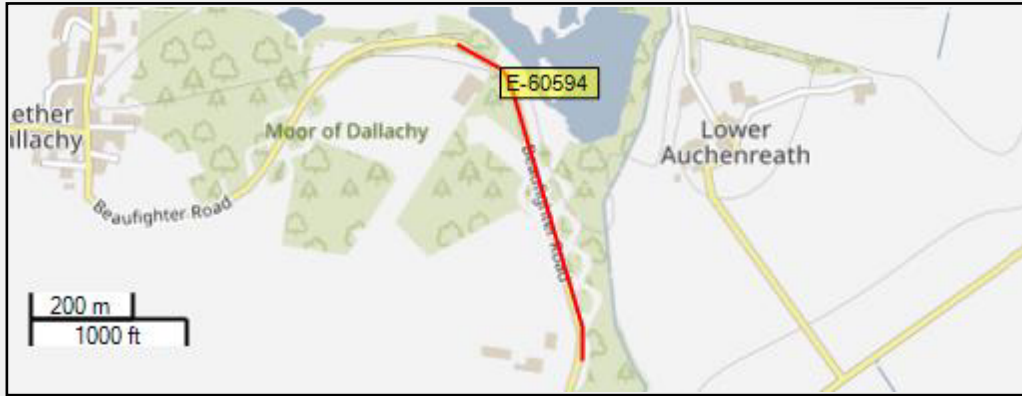 E-60594
ether
allachy
Moor of Dallachy
Lower
Auchenreath
Beaufighter Road
Beaufighter Road
200 m
1000 ft